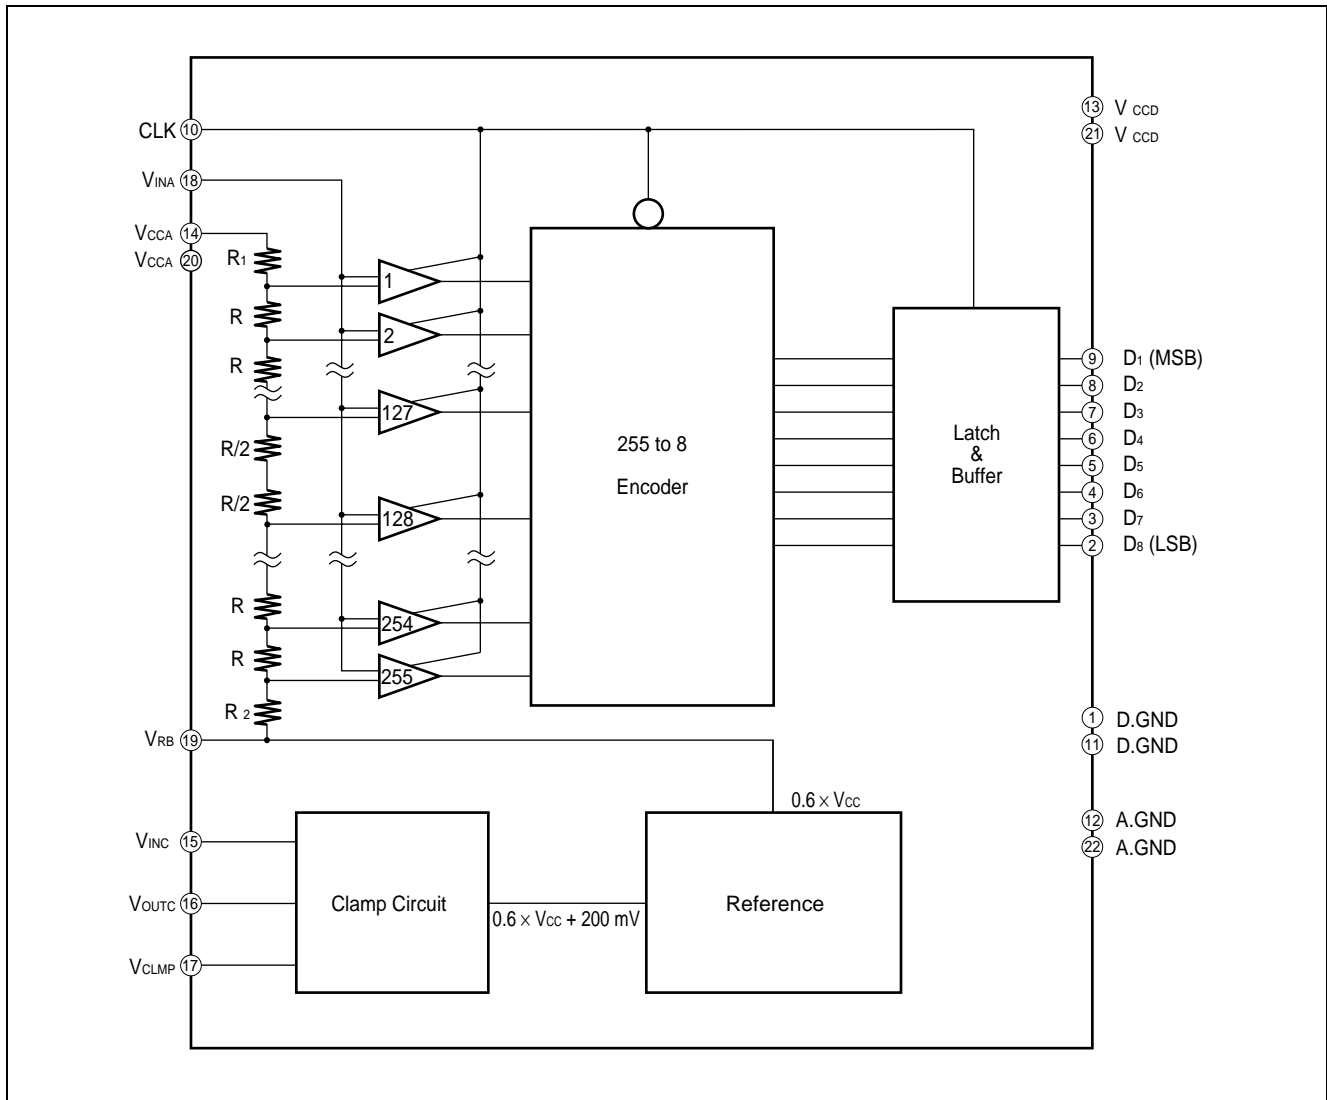 CLK 10
VINA 18
VCCA 14
VCCA 20
R1
R
R
R/2
R/2
R
R
R 2
VRB 19
1
2
127
128
254
255
255 to 8
Encoder
Latch
&
Buffer
13 V CCD
21 V CCD
9 D1 (MSB)
8 D2
7 D3
6 D4
5 D5
4 D6
3 D7
2 D8 (LSB)
1 D.GND
11 D.GND
12 A.GND
22 A.GND
VINC 15
VOUTC 16
VCLMP 17
Clamp Circuit
0.6 × VCC + 200 mV
0.6 × VCC
Reference